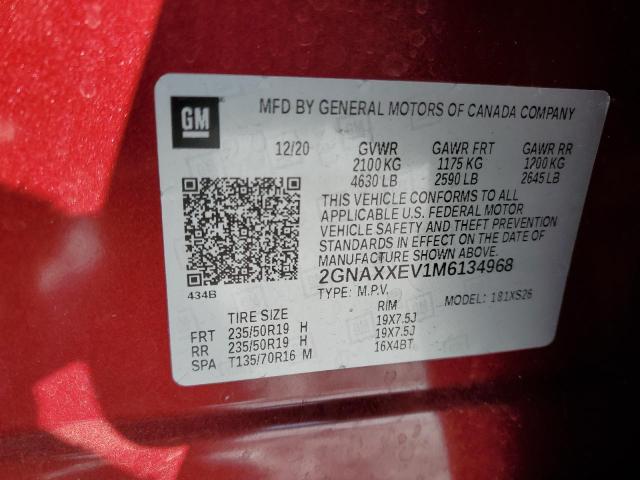 GM
MFD BY GENERAL MOTORS OF CANADA COMPANY
12/20 GVWR GAWR FRT GAWR RR
2100 KG 1175 KG 1200 KG
4630 LB 2590 LB 2645 LB
THIS VEHICLE CONFORMS TO ALL
APPLICABLE U.S. FEDERAL MOTOR
VEHICLE SAFETY AND THEFT PREVENTION
STANDARDS IN EFFECT ON THE DATE OF
MANUFACTURE SHOWN ABOVE.
2GNAXXEV1M6134968
434B
TYPE: M.P.V. MODEL: 181XS26
TIRE SIZE RIM
FRT 235/50R19 H 19X7.5J
RR 235/50R19 H 19X7.5J
SPA T135/70R16 M 16X4BT